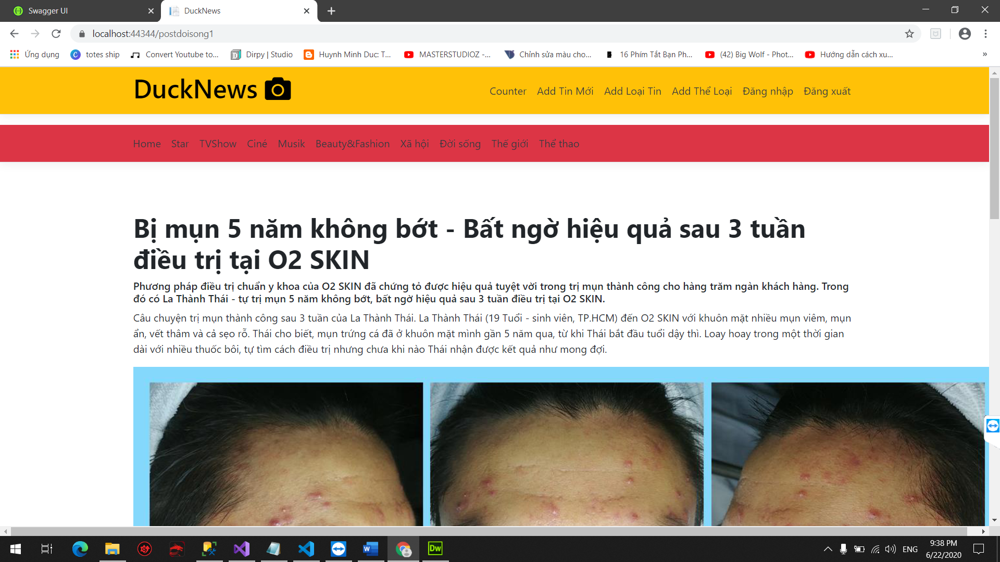 Swagger UI
DuckNews
localhost:44344/postdoisong1
Ứng dụng
totes ship
Convert Youtube to...
Dirpy | Studio
Huynh Minh Duc: T...
MASTERSTUDIOZ -...
Chỉnh sửa màu cho...
16 Phím Tắt Bạn Ph...
(42) Big Wolf - Phot...
Hướng dẫn cách xu...
»
DuckNews
Counter Add Tin Mới Add Loại Tin Add Thể Loại Đăng nhập Đăng xuất
Home Star TVShow Ciné Musik Beauty&Fashion Xã hội Đời sống Thế giới Thể thao
Bị mụn 5 năm không bớt - Bất ngờ hiệu quả sau 3 tuần
điều trị tại O2 SKIN
Phương pháp điều trị chuẩn y khoa của O2 SKIN đã chứng tỏ được hiệu quả tuyệt vời trong trị mụn thành công cho hàng trăm ngàn khách hàng. Trong
đó có La Thành Thái - tự trị mụn 5 năm không bớt, bất ngờ hiệu quả sau 3 tuần điều trị tại O2 SKIN.
Câu chuyện trị mụn thành công sau 3 tuần của La Thành Thái. La Thành Thái (19 Tuổi - sinh viên, TP.HCM) đến O2 SKIN với khuôn mặt nhiều mụn viêm, mụn
ẩn, vết thâm và cả sẹo rỗ. Thái cho biết, mụn trứng cá đã ở khuôn mặt mình gần 5 năm qua, từ khi Thái bắt đầu tuổi dậy thì. Loay hoay trong một thời gian
dài với nhiều thuốc bôi, tự tìm cách điều trị nhưng chưa khi nào Thái nhận được kết quả như mong đợi.
Dw
ENG
9:38 PM
6/22/2020